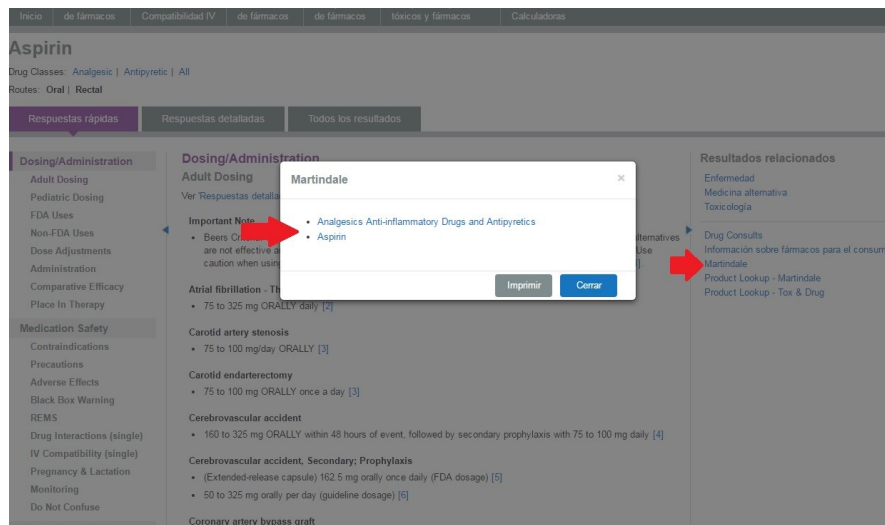 Inicio de fármacos Compatibilidad IV de fármacos de fármacos tóxicos y fármacos Calculadoras
Aspirin
Drug Classes: Analgesic | Antipyretic | All
Routes: Oral | Rectal
Respuestas rápidas Respuestas detalladas Todos los resultados
Dosing/Administration
Adult Dosing
Pediatric Dosing
FDA Uses
Non-FDA Uses
Dose Adjustments
Administration
Comparative Efficacy
Place In Therapy
Medication Safety
Contraindications
Precautions
Adverse Effects
Black Box Warning
REMS
Drug Interactions (single)
IV Compatibility (single)
Pregnancy & Lactation
Monitoring
Do Not Confuse
Dosing/Administration
Adult Dosing
Ver 'Respuestas detalla
Important Note
• Beers Cri lternatives
are not effective a Use
caution when usin
Atrial fibrillation - Th
• 75 to 325 mg ORALLY daily [2]
Carotid artery stenosis
• 75 to 100 mg/day ORALLY [3]
Carotid endarterectomy
• 75 to 100 mg ORALLY once a day [3]
Cerebrovascular accident
• 160 to 325 mg ORALLY within 48 hours of event, followed by secondary prophylaxis with 75 to 100 mg daily [4]
Cerebrovascular accident, Secondary; Prophylaxis
• (Extended-release capsule) 162.5 mg orally once daily (FDA dosage) [5]
• 50 to 325 mg orally per day (guideline dosage) [6]
Coronary artery bypass graft
Martindale ×
• Analgesics Anti-inflammatory Drugs and Antipyretics
• Aspirin
Imprimir Cerrar
Resultados relacionados
Enfermedad
Medicina alternativa
Toxicología
Drug Consults
Información sobre fármacos para el consum
Martindale
Product Lookup - Martindale
Product Lookup - Tox & Drug